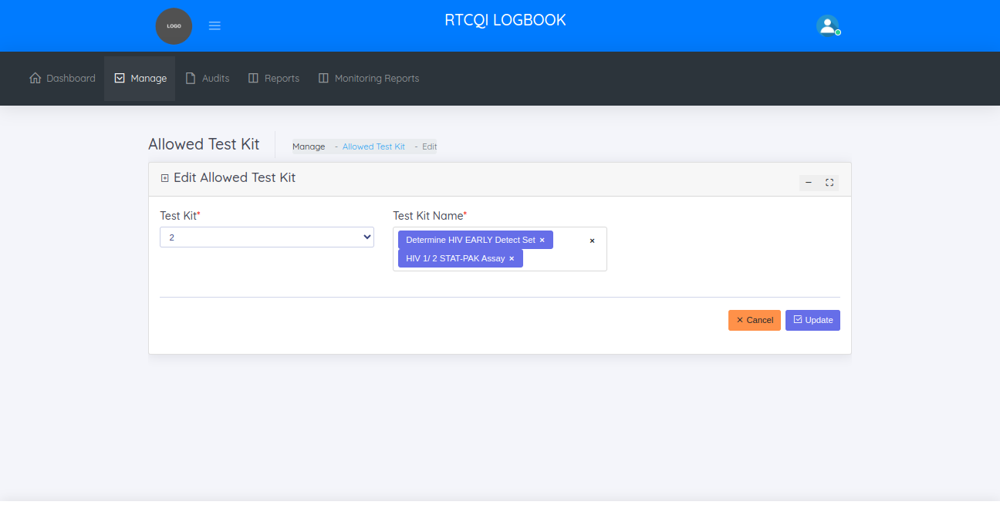 LOGO
RTCQI LOGBOOK
Dashboard Manage Audits Reports Monitoring Reports
Allowed Test Kit
Manage - Allowed Test Kit - Edit
Edit Allowed Test Kit
Test Kit* Test Kit Name*
2
Determine HIV EARLY Detect Set × ×
HIV 1/ 2 STAT-PAK Assay ×
Cancel Update